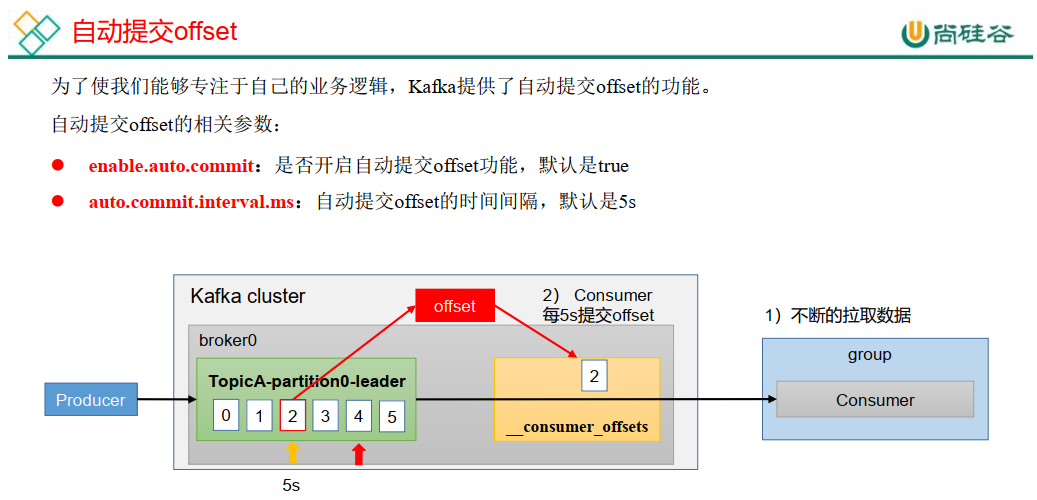 自动提交offset
尚硅谷
为了使我们能够专注于自己的业务逻辑，Kafka提供了自动提交offset的功能。
自动提交offset的相关参数：
enable.auto.commit：是否开启自动提交offset功能，默认是true
auto.commit.interval.ms：自动提交offset的时间间隔，默认是5s
Kafka cluster
offset
2） Consumer
每5s提交offset
1）不断的拉取数据
broker0
group
TopicA-partition0-leader
2
Producer
0 1 2 3 4 5
Consumer
__consumer_offsets
5s